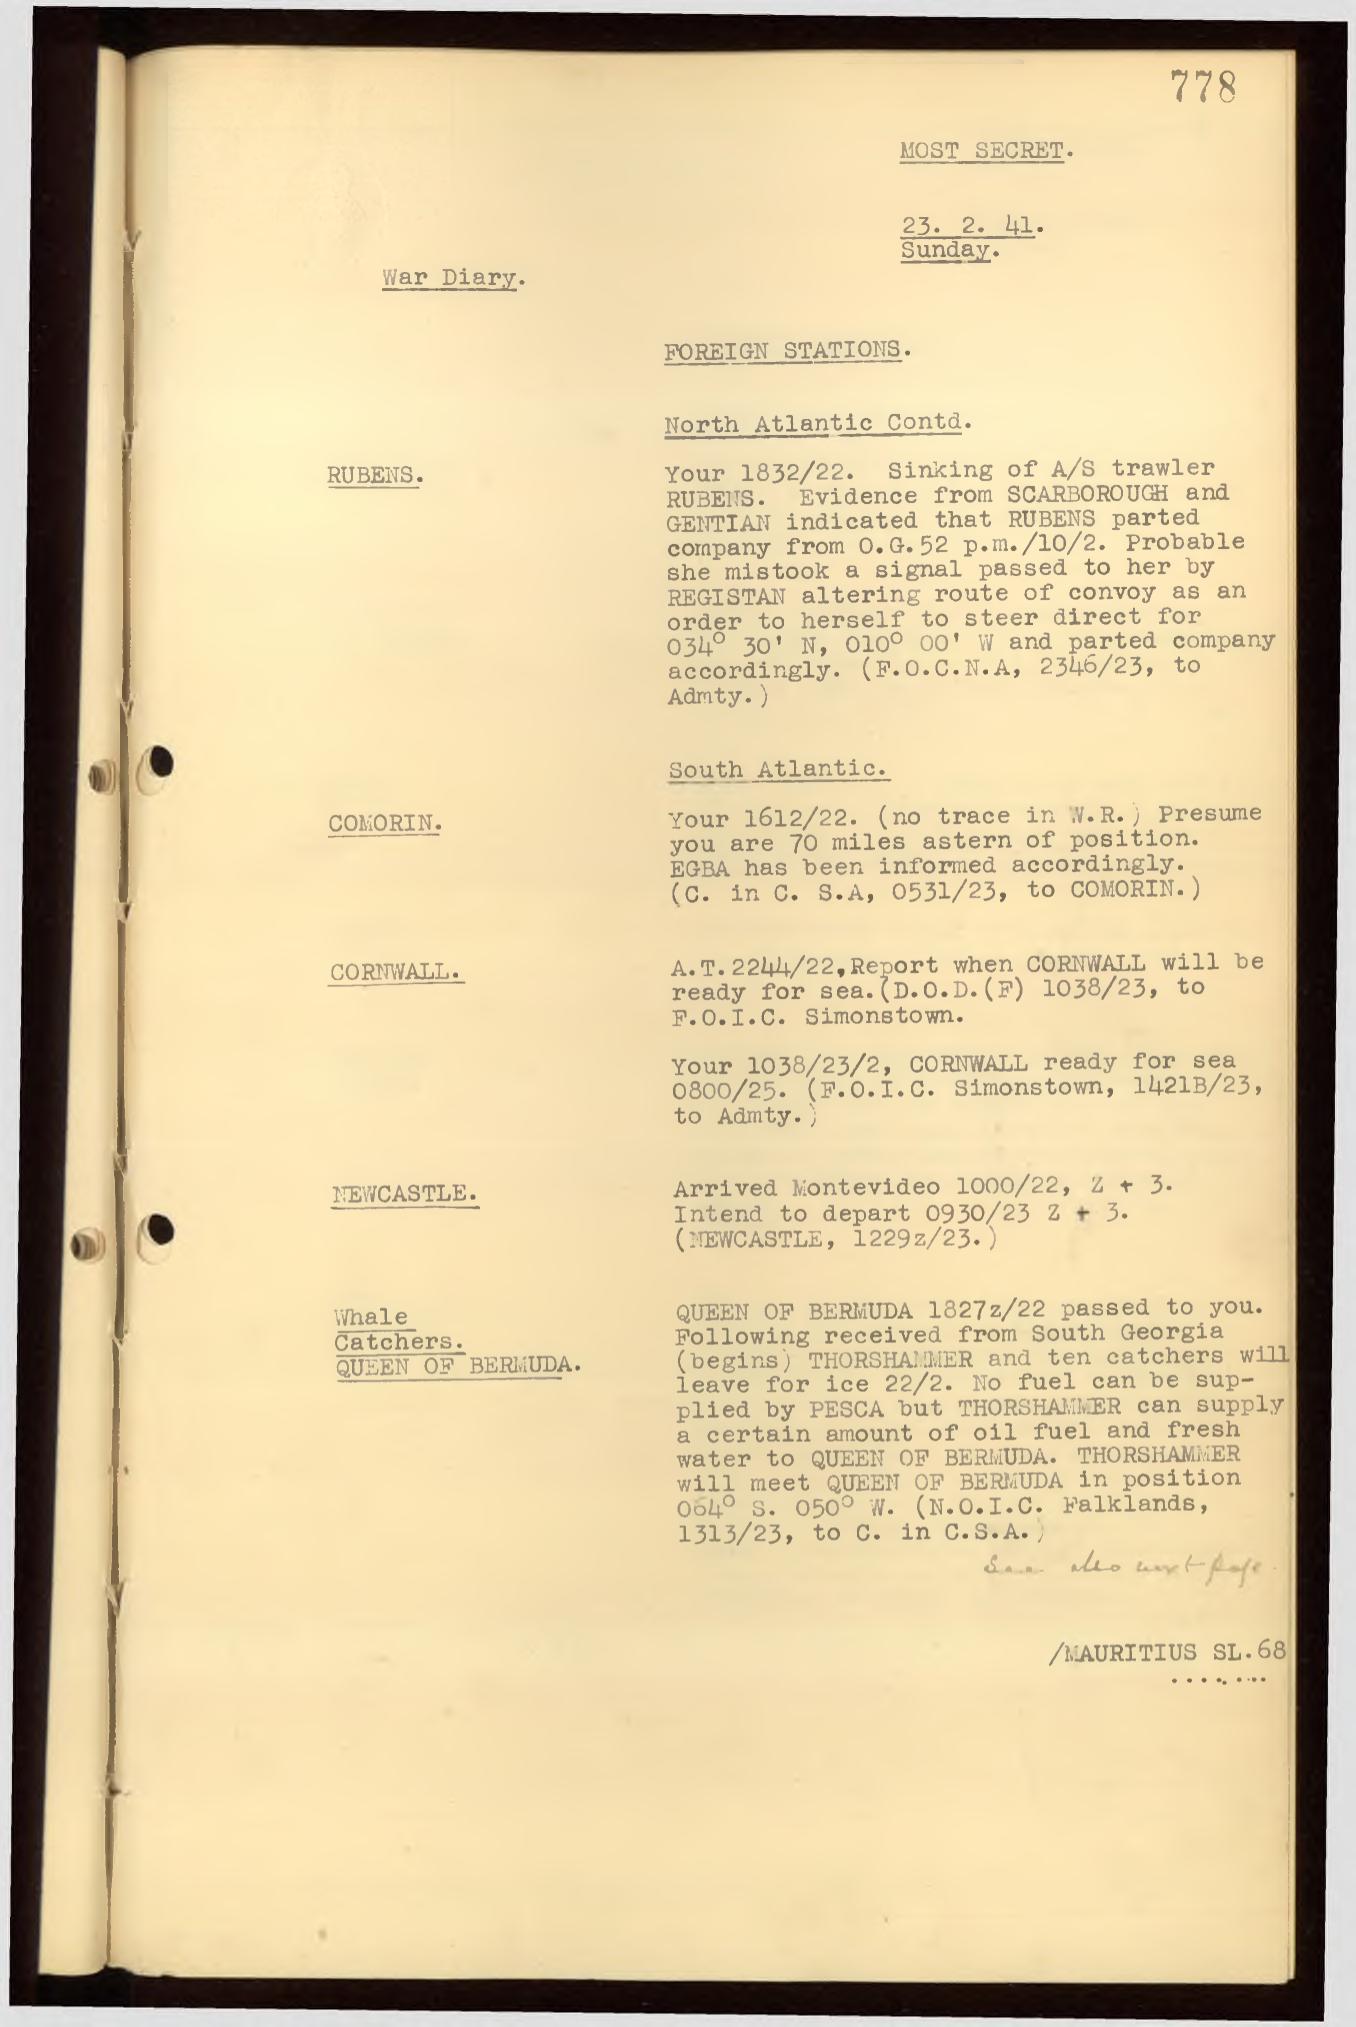 778
MOST SECRET.
23. 2. 41.
Sunday.
War Diary.
FOREIGN STATIONS.
North Atlantic Contd.
RUBENS.
Your 1832/22. Sinking of A/S trawler
RUBENS. Evidence from SCARBOROUGH and
GENTIAN indicated that RUBENS parted
company from O.G.52 p.m./10/2. Probable
she mistook a signal passed to her by
REGISTAN altering route of convoy as an
order to herself to steer direct for
034° 30' N, 010° 00' W and parted company
accordingly. (F.O.C.N.A, 2346/23, to
Admty.)
South Atlantic.
COMORIN.
Your 1612/22. (no trace in W.R.) Presume
you are 70 miles astern of position.
EGBA has been informed accordingly.
(C. in C. S.A, 0531/23, to COMORIN.)
CORNWALL.
A.T.2244/22,Report when CORNWALL will be
ready for sea.(D.O.D.(F) 1038/23, to
F.O.I.C. Simonstown.
Your 1038/23/2, CORNWALL ready for sea
0800/25. (F.O.I.C. Simonstown, 1421B/23,
to Admty.)
NEWCASTLE.
Arrived Montevideo 1000/22, Z + 3.
Intend to depart 0930/23 Z + 3.
(NEWCASTLE, 1229z/23.)
Whale
Catchers.
QUEEN OF BERMUDA.
QUEEN OF BERMUDA 1827z/22 passed to you.
Following received from South Georgia
(begins) THORSHAMMER and ten catchers will
leave for ice 22/2. No fuel can be sup-
plied by PESCA but THORSHAMMER can supply
a certain amount of oil fuel and fresh
water to QUEEN OF BERMUDA. THORSHAMMER
will meet QUEEN OF BERMUDA in position
064° S. 050° W. (N.O.I.C. Falklands,
1313/23, to C. in C.S.A.)
See also next page.
/MAURITIUS SL.68
........